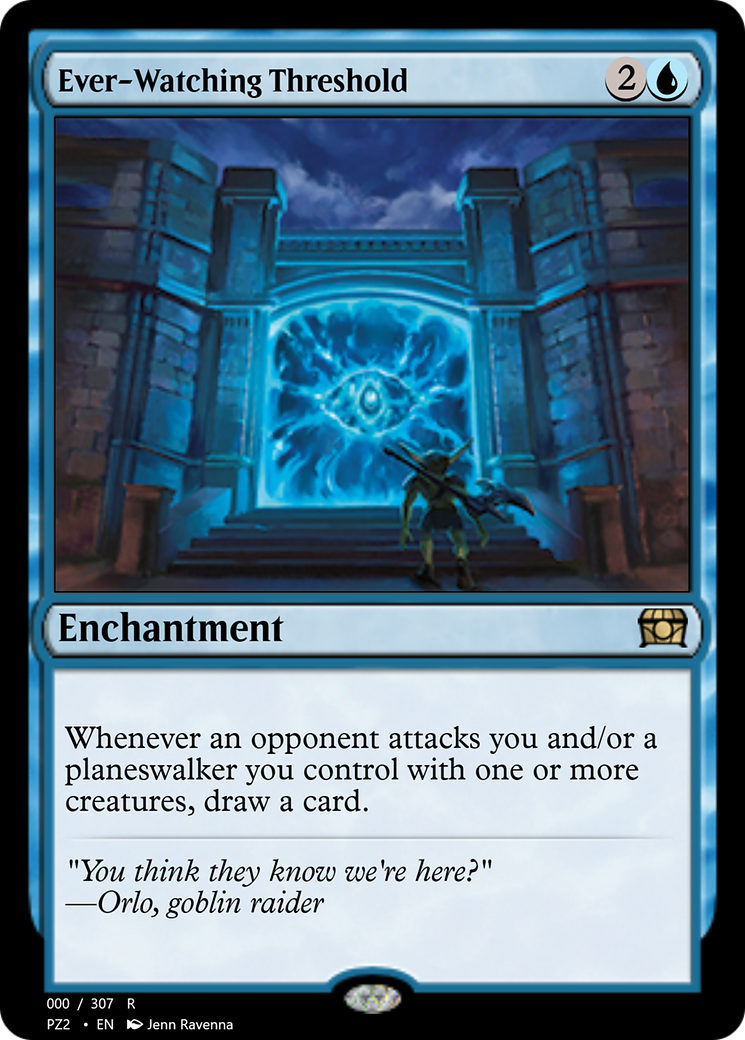 Ever-Watching Threshold 2
Enchantment
Whenever an opponent attacks you and/or a
planeswalker you control with one or more
creatures, draw a card.
"You think they know we're here?"
—Orlo, goblin raider
000 / 307 R
PZ2 • EN Jenn Ravenna